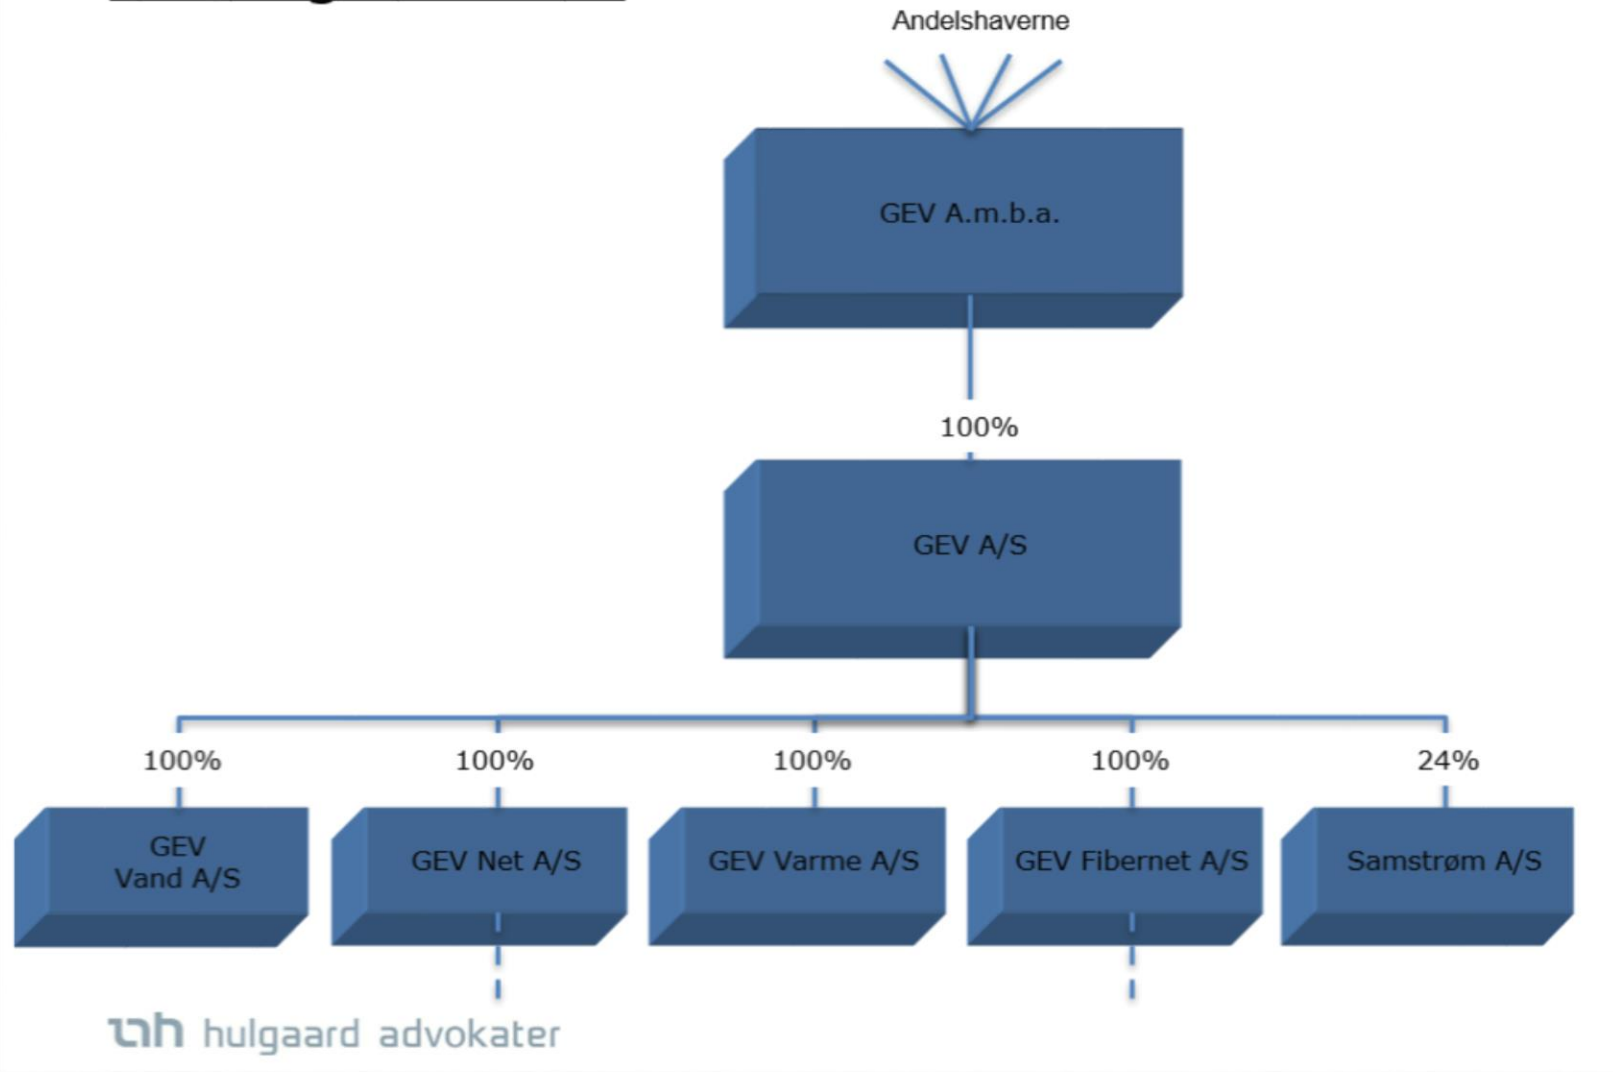 Andelshaverne
GEV A.m.b.a.
100%
GEV A/S
100% 100% 100% 100% 24%
GEV
Vand A/S
GEV Net A/S
GEV Varme A/S
GEV Fibernet A/S
Samstrøm A/S
hulgaard advokater